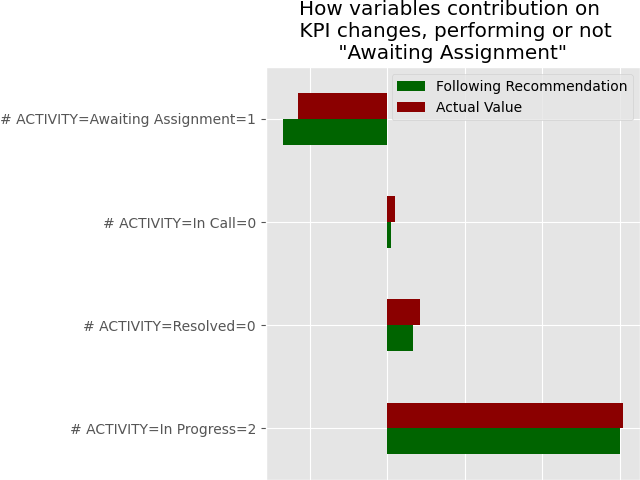 How variables contribution on
KPI changes, performing or not
"Awaiting Assignment"
Following Recommendation
Actual Value
# ACTIVITY=Awaiting Assignment=1
# ACTIVITY=In Call=0
# ACTIVITY=Resolved=0
# ACTIVITY=In Progress=2